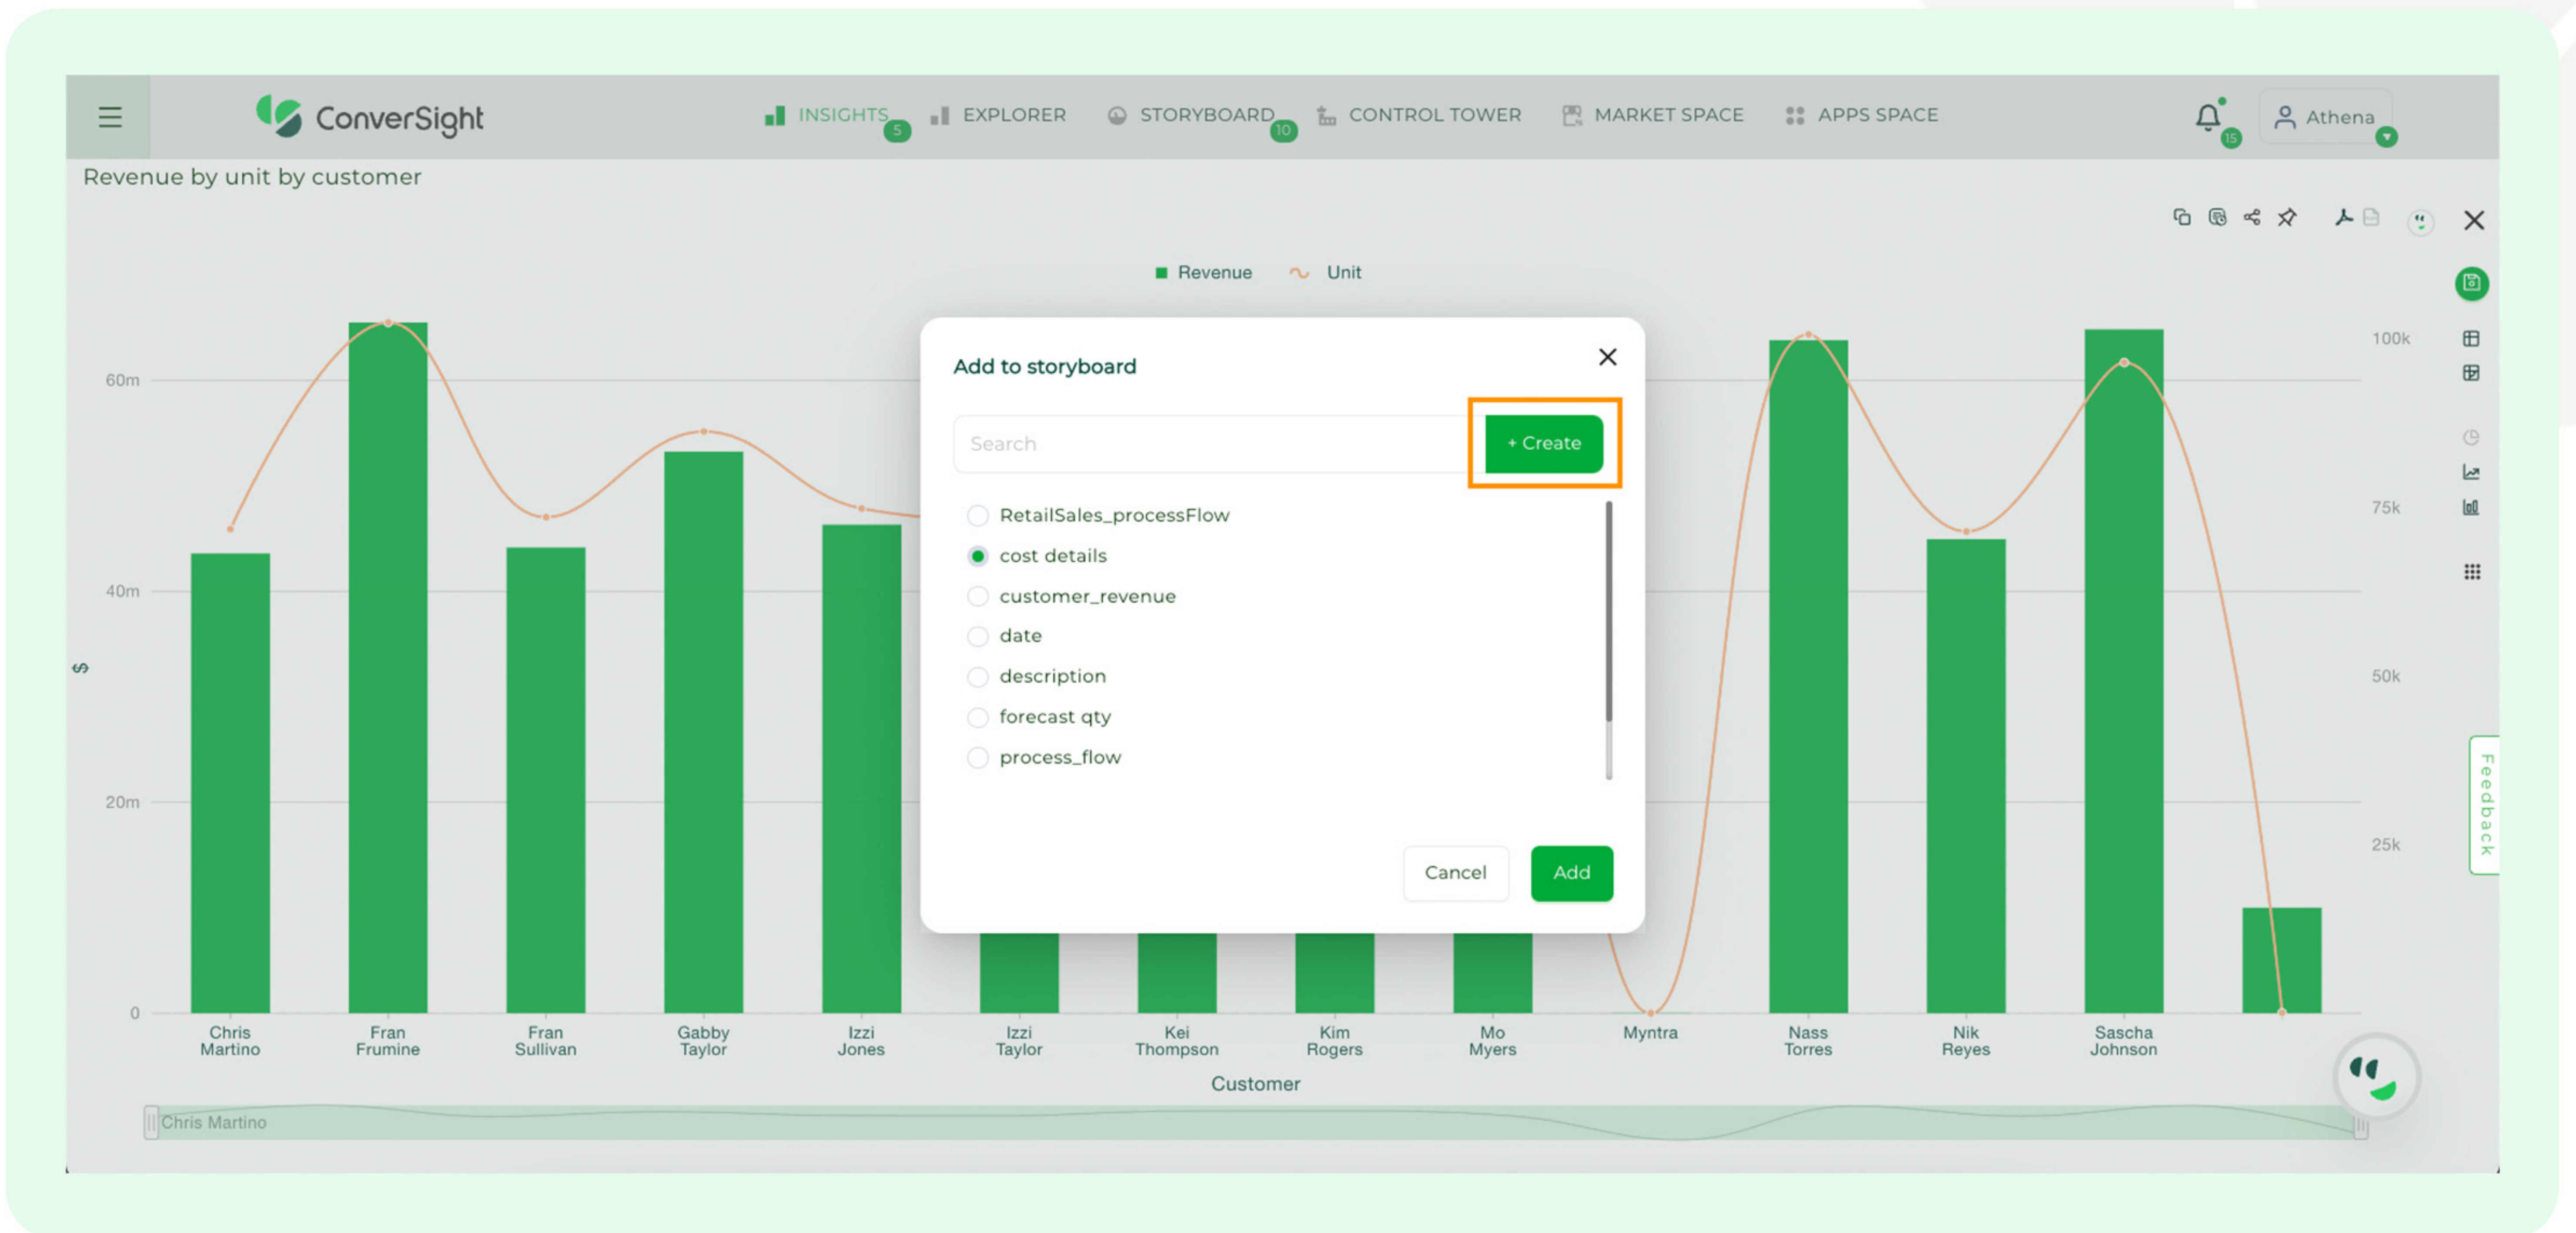 ConverSight
INSIGHTS 5
EXPLORER
STORYBOARD 10
CONTROL TOWER
MARKET SPACE
APPS SPACE
15
Athena
Revenue by unit by customer
Revenue
Unit
60m
40m
20m
0
$
100k
75k
50k
25k
Add to storyboard
Search
+ Create
RetailSales_processFlow
cost details
customer_revenue
date
description
forecast qty
process_flow
Cancel
Add
Feedback
Chris
Martino
Fran
Frumine
Fran
Sullivan
Gabby
Taylor
Izzi
Jones
Izzi
Taylor
Kei
Thompson
Kim
Rogers
Mo
Myers
Myntra
Nass
Torres
Nik
Reyes
Sascha
Johnson
Customer
Chris Martino